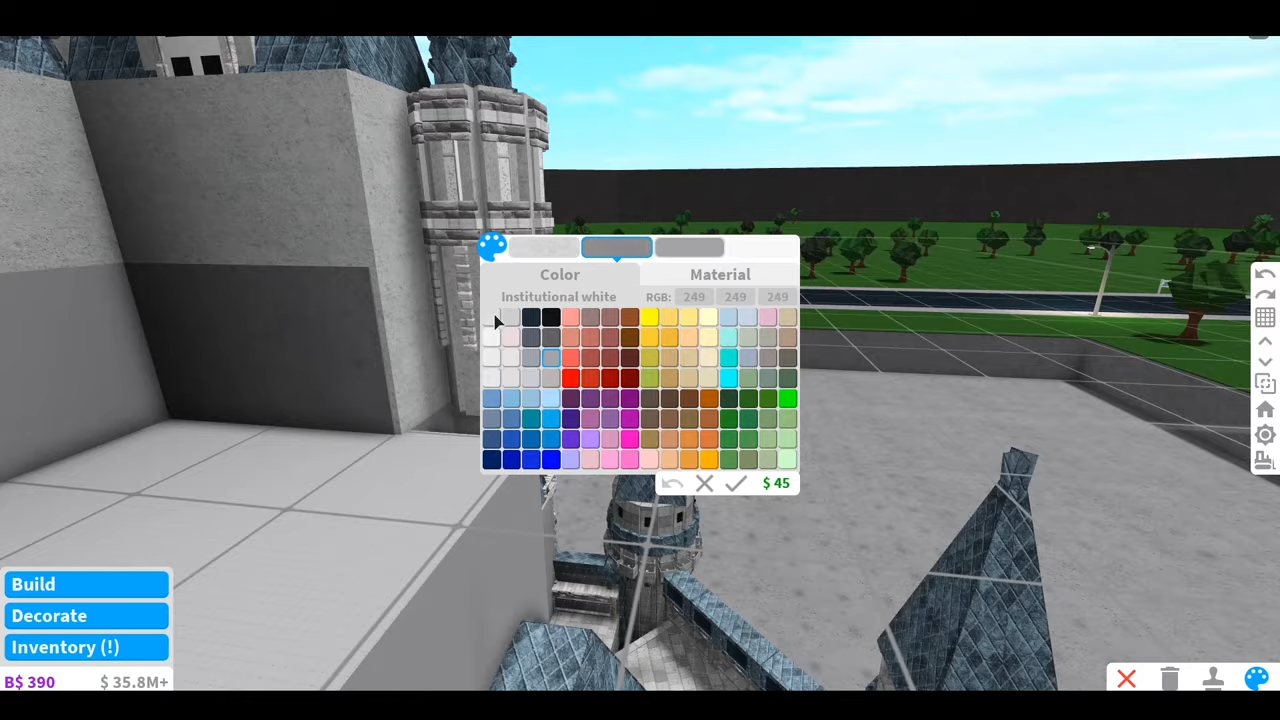 Color
Material
Institutional white
RGB: 249 249 249
$ 45
Build
Decorate
Inventory (!)
B$ 390
$ 35.8M+